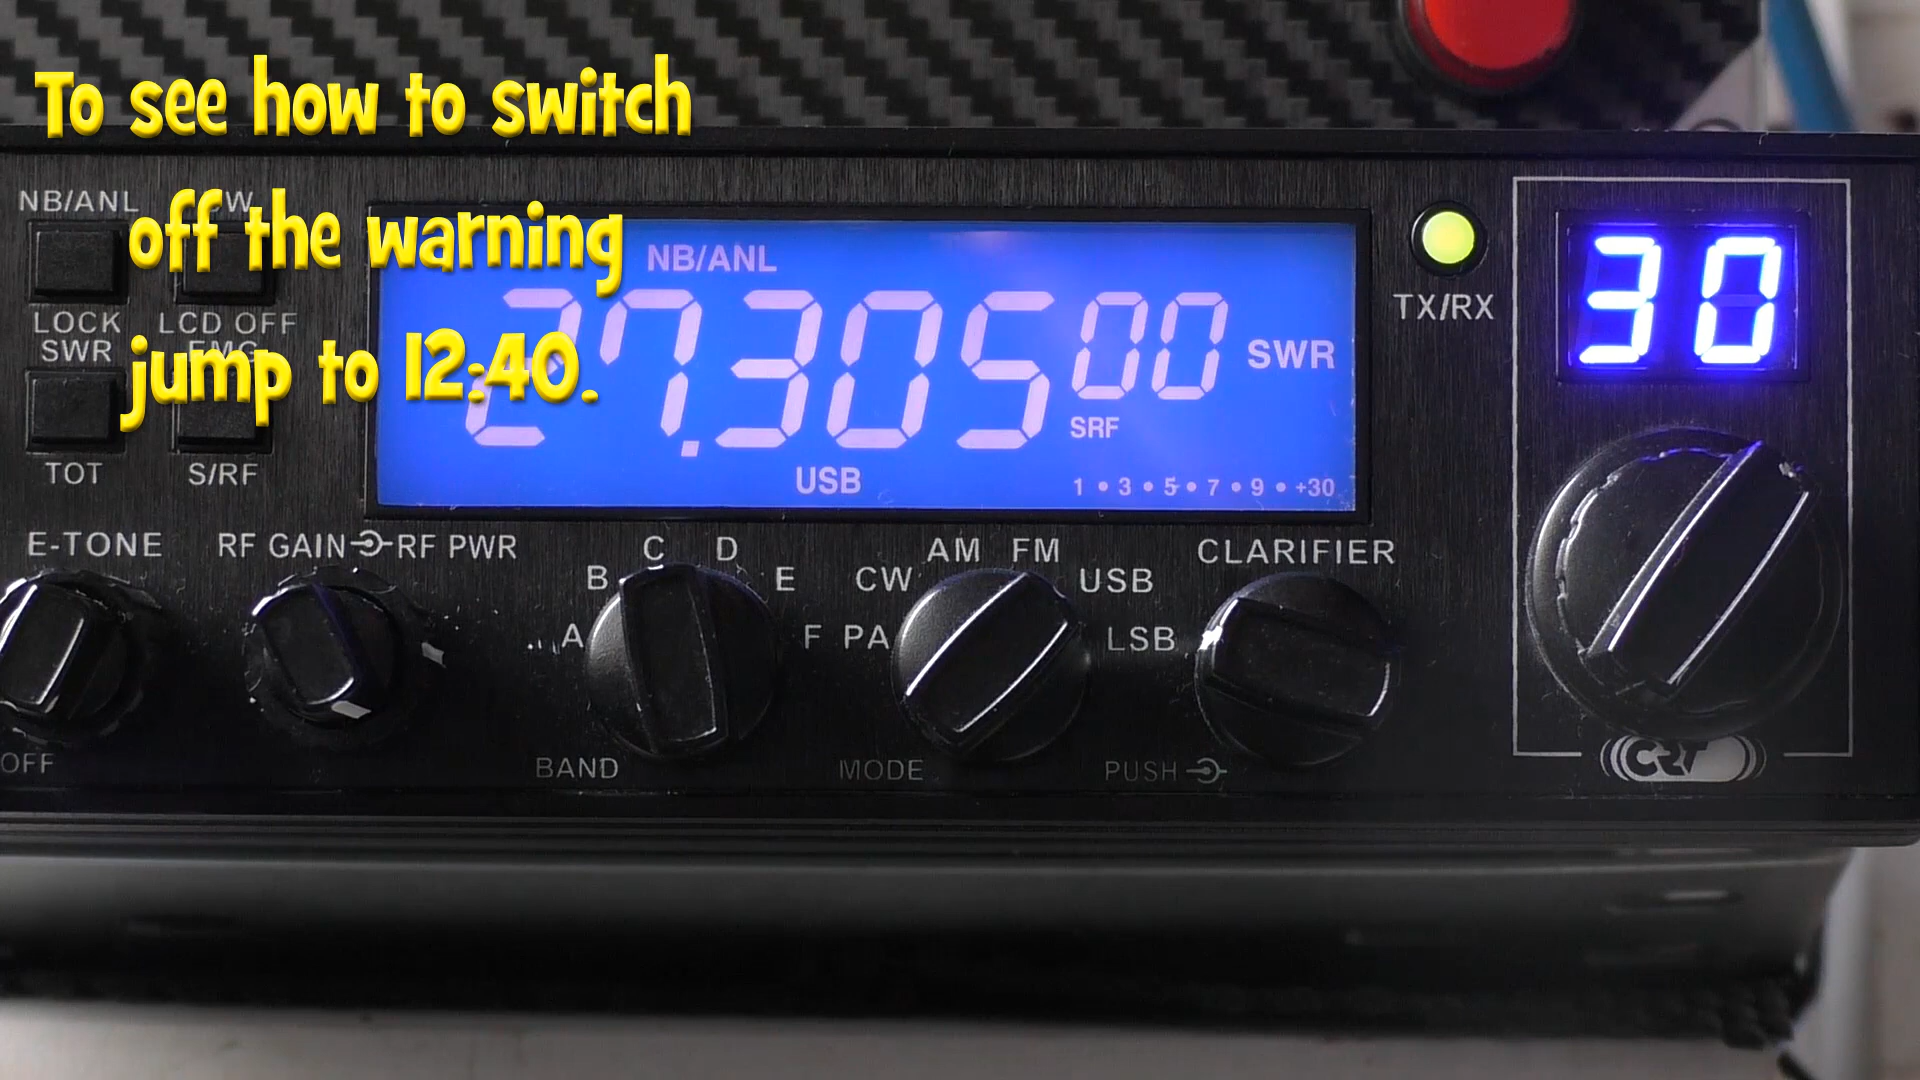 To see how to switch
off the warning
jump to 12:40.
NB/ANL
LOCK
SWR
TOT
LCD OFF
EMG
S/RF
NB/ANL
27.305 00
SWR
SRF
USB
1 • 3 • 5 • 7 • 9 • +30
TX/RX
30
E-TONE
OFF
RF GAIN
RF PWR
A
B
C
D
E
F
BAND
PA
CW
AM
FM
USB
LSB
MODE
CLARIFIER
PUSH
CRT